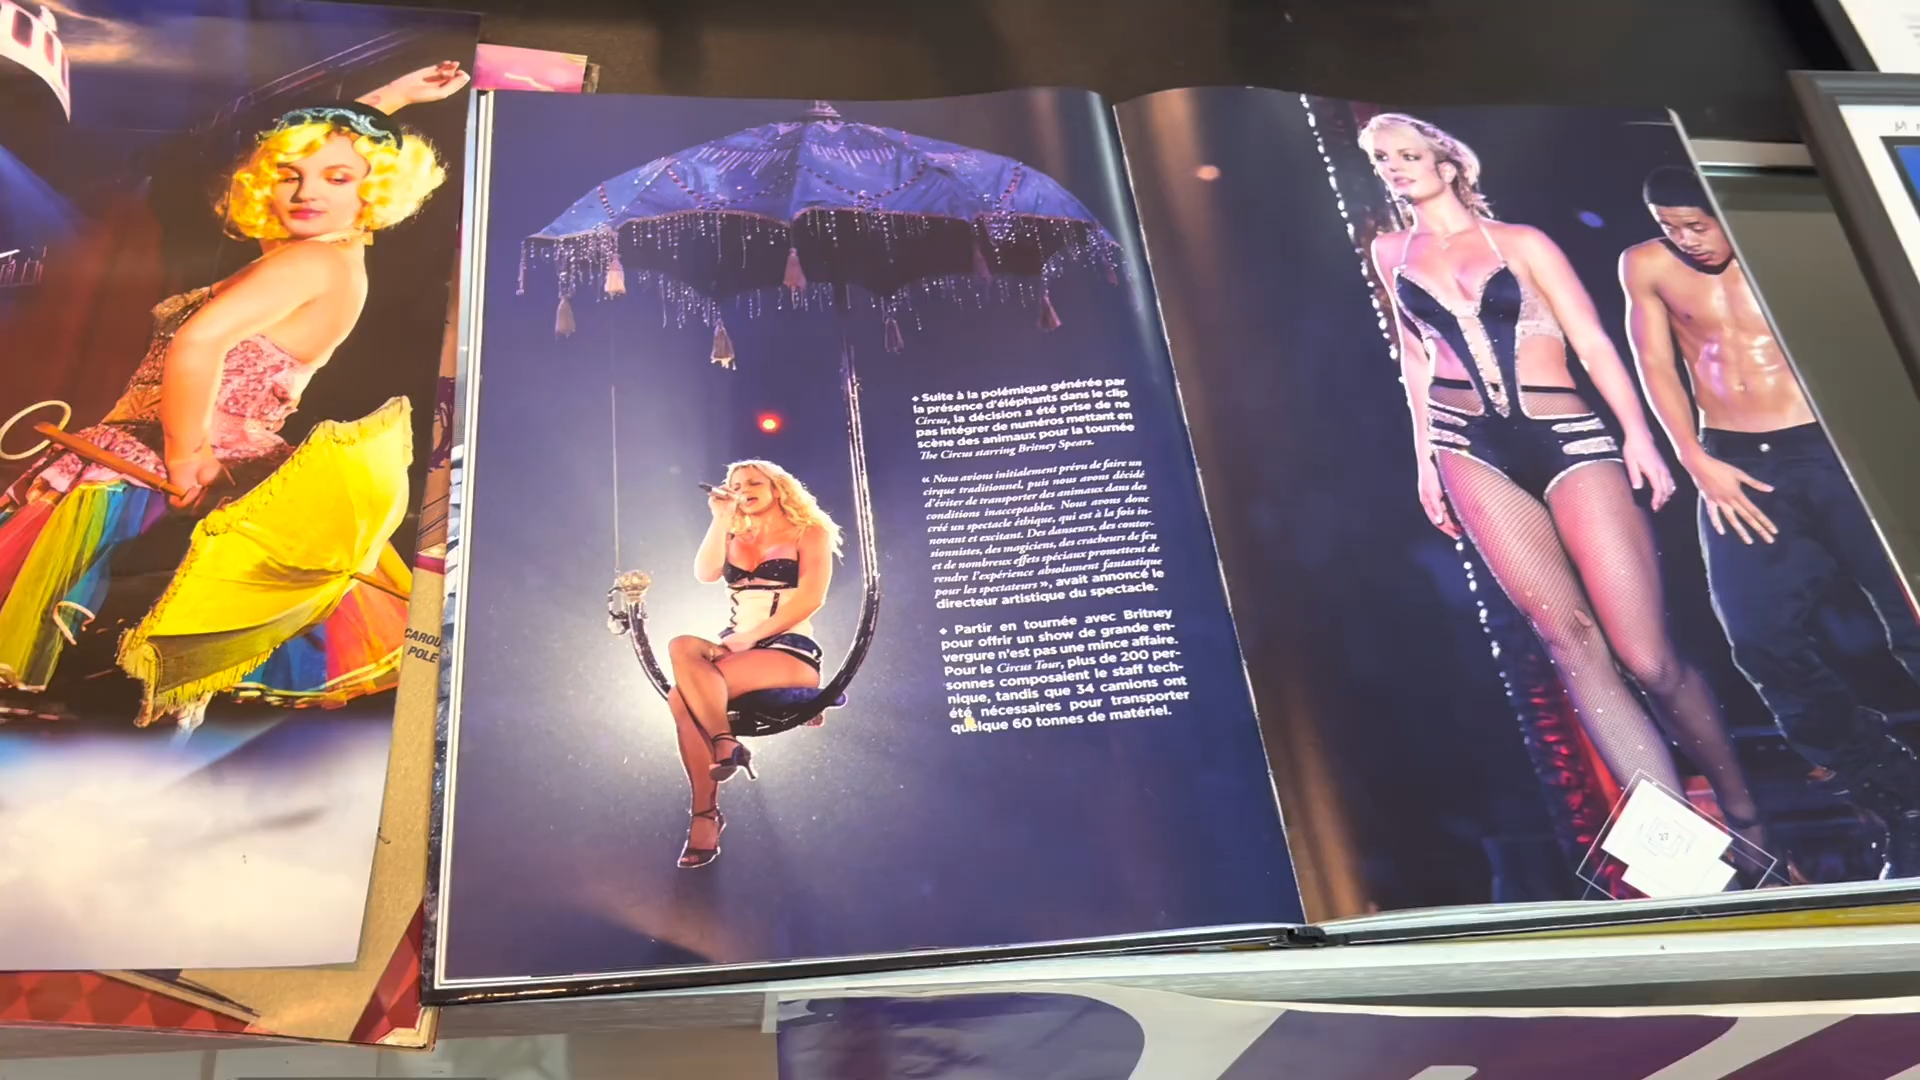 CAROU
POLE
⬥ Suite à la polémique générée par
la présence d'éléphants dans le clip
Circus, la décision a été prise de ne
pas intégrer de numéros mettant en
scène des animaux pour la tournée
The Circus starring Britney Spears.
« Nous avions initialement prévu de faire un
cirque traditionnel, puis nous avons décidé
d'éviter de transporter des animaux dans des
conditions inacceptables. Nous avons donc
créé un spectacle éthique, qui est à la fois in-
novant et excitant. Des danseurs, des contor-
sionnistes, des magiciens, des cracheurs de feu
et de nombreux effets spéciaux promettent de
rendre l'expérience absolument fantastique
pour les spectateurs », avait annoncé le
directeur artistique du spectacle.
⬥ Partir en tournée avec Britney
pour offrir un show de grande en-
vergure n'est pas une mince affaire.
Pour le Circus Tour, plus de 200 per-
sonnes composaient le staff tech-
nique, tandis que 34 camions ont
été nécessaires pour transporter
quelque 60 tonnes de matériel.